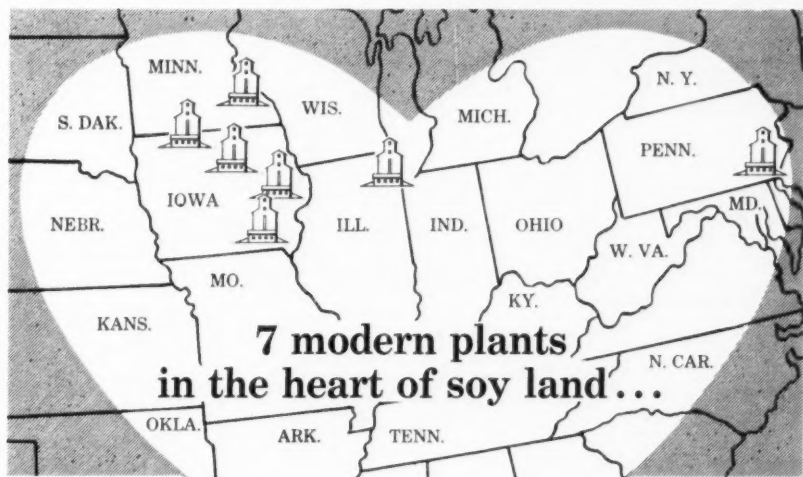 MINN.
S. DAK.
WIS.
MICH.
N. Y.
PENN.
IOWA
NEBR.
ILL.
IND.
OHIO
MD.
W. VA.
MO.
KY.
KANS.
7 modern plants
in the heart of soy land...
N. CAR.
OKLA.
ARK.
TENN.